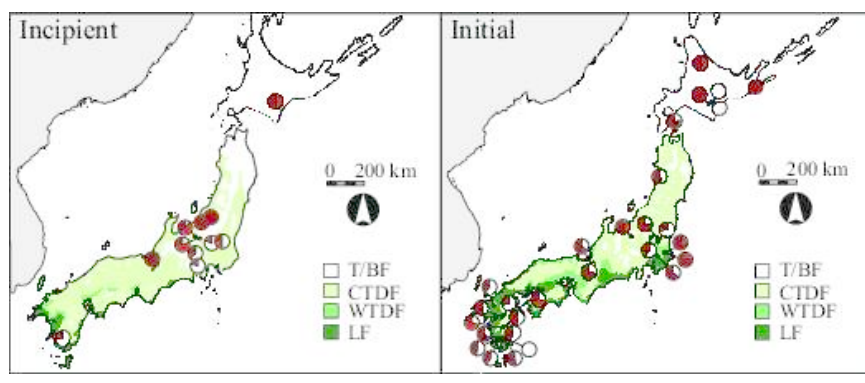 Incipient
0 200 km
T/BF
CTDF
WTDF
LF
Initial
0 200 km
T/BF
CTDF
WTDF
LF